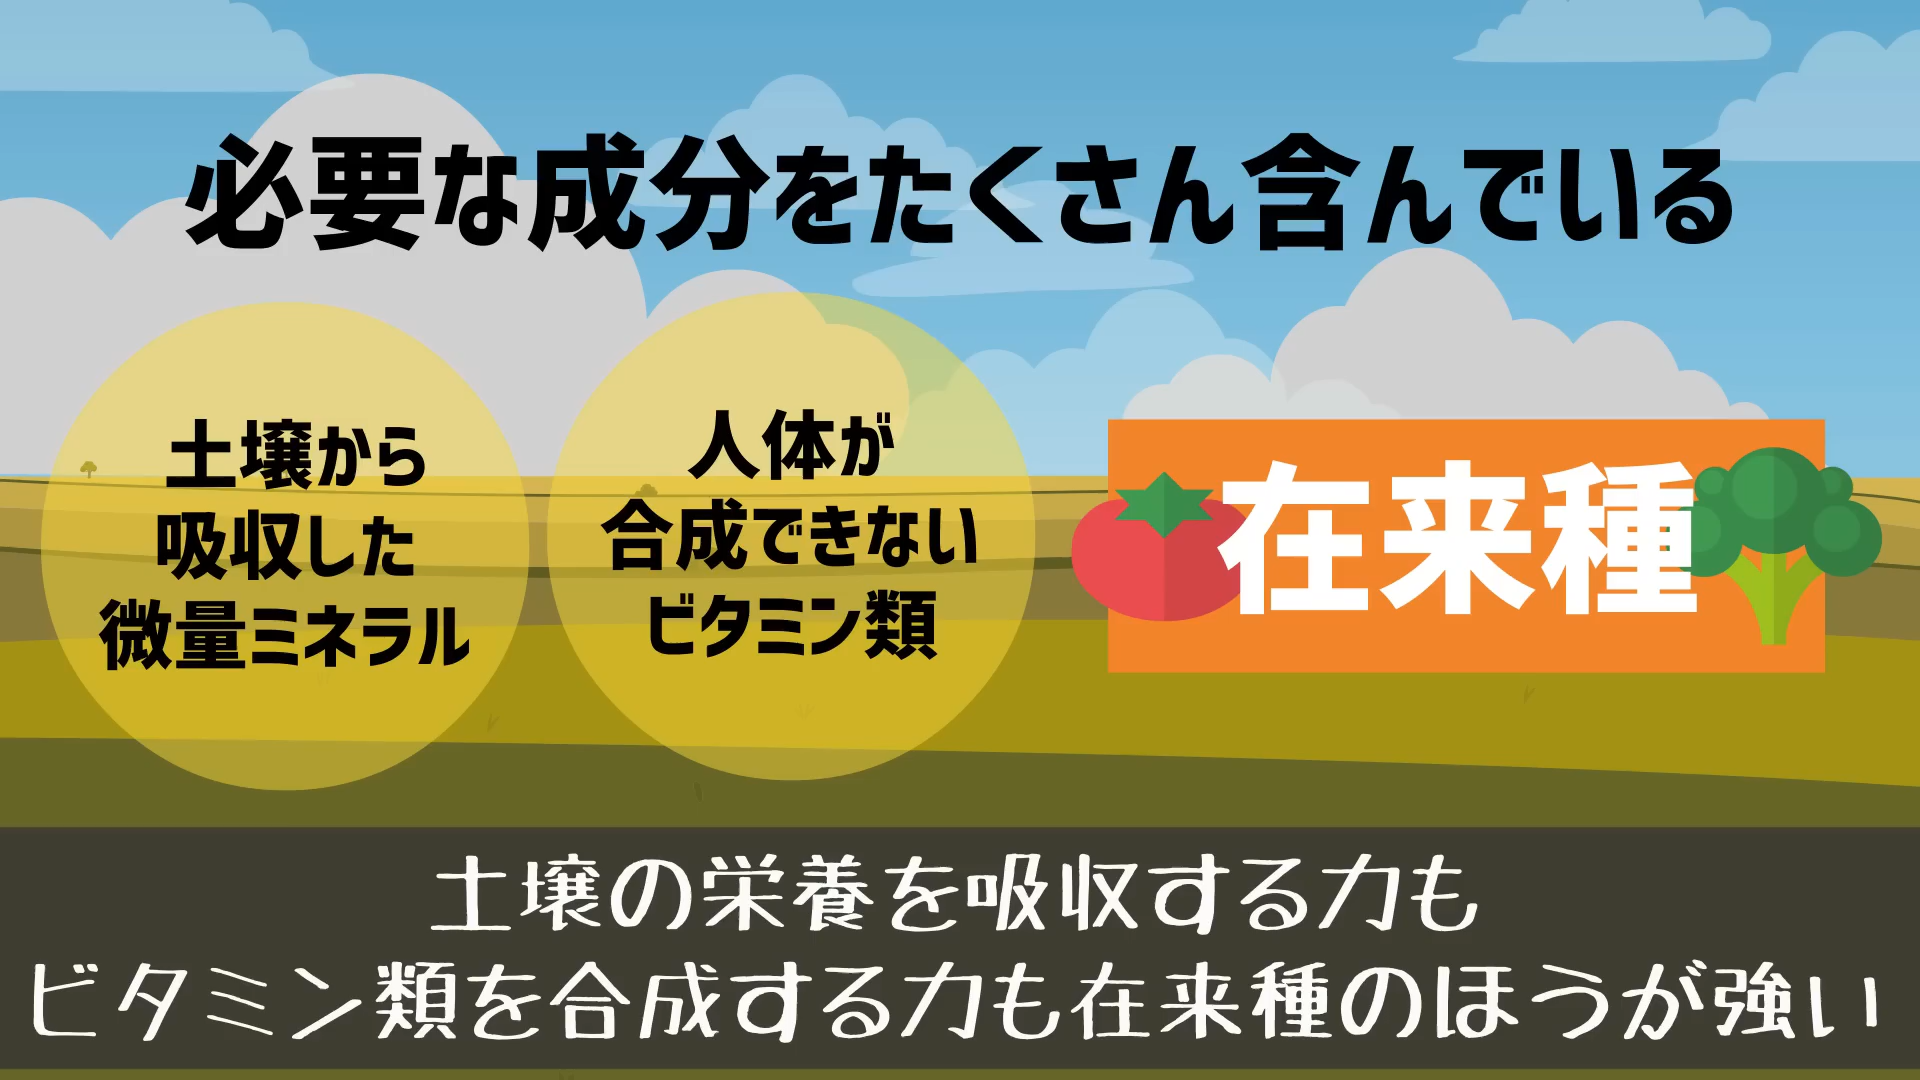 必要な成分をたくさん含んでいる
土壌から
吸収した
微量ミネラル
人体が
合成できない
ビタミン類
在来種
土壌の栄養を吸収する力も
ビタミン類を合成する力も在来種のほうが強い